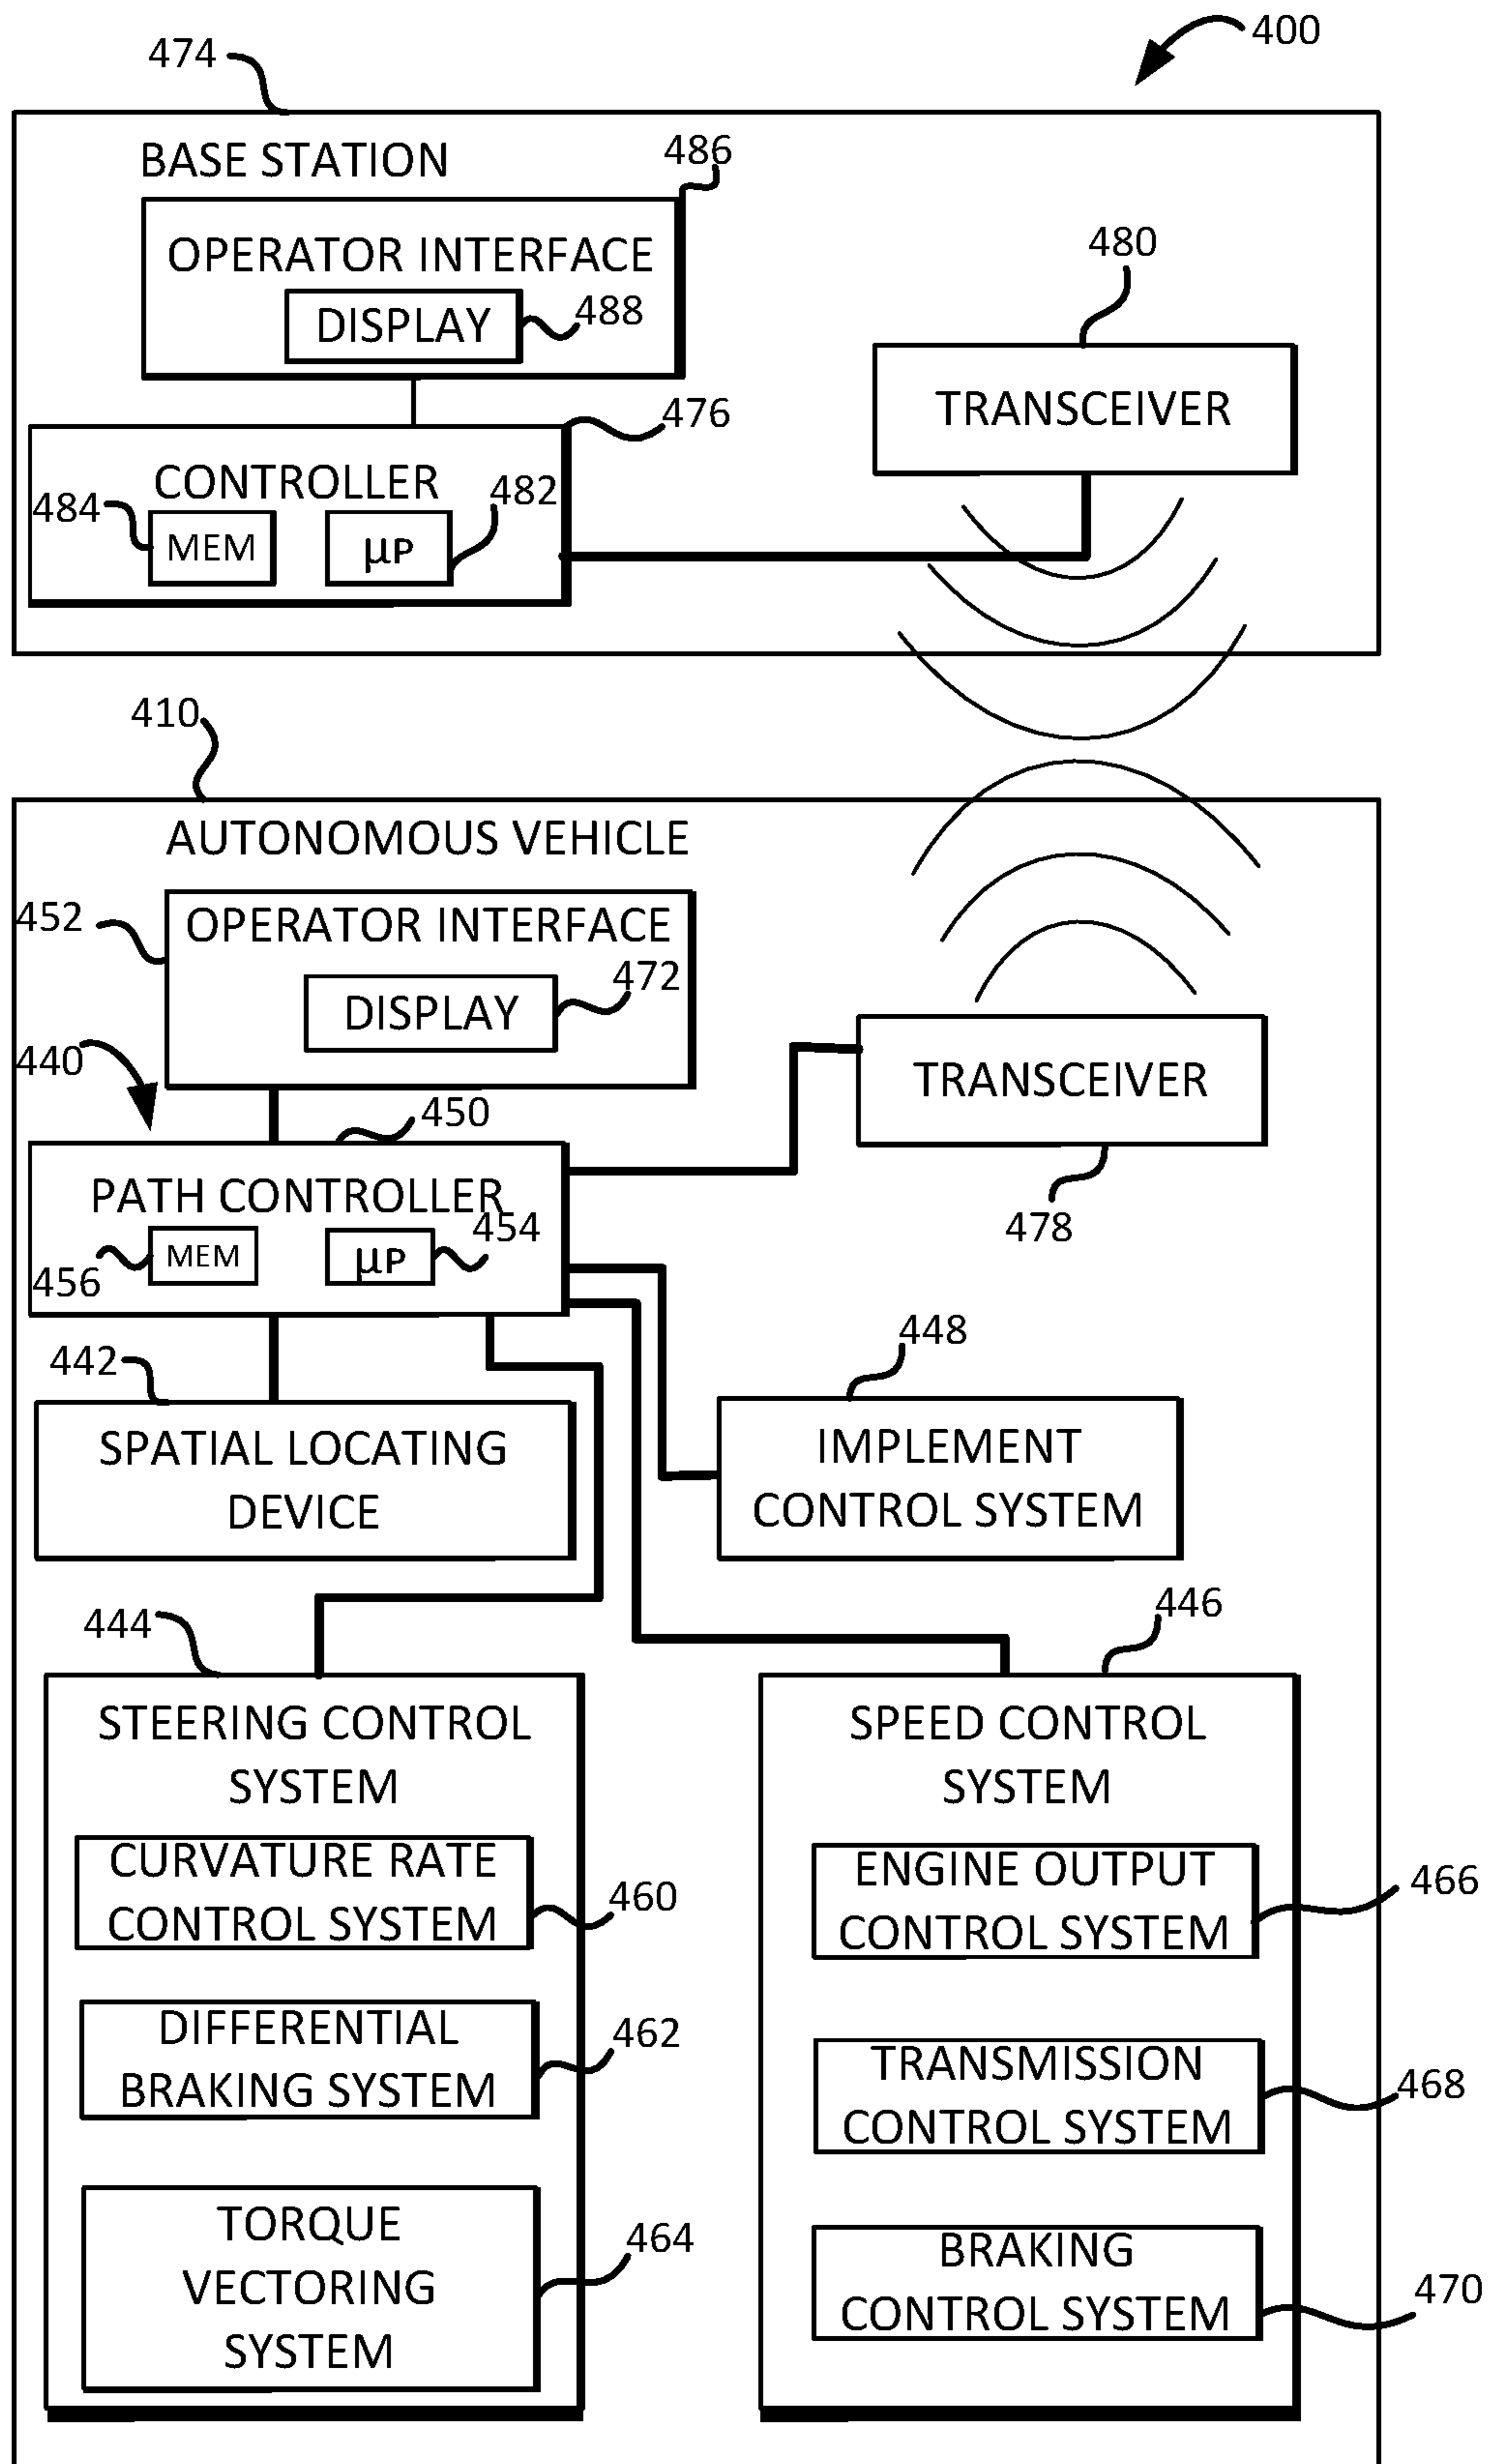 400
474
BASE STATION
486
OPERATOR INTERFACE
480
DISPLAY
488
TRANSCEIVER
476
CONTROLLER
484
482
MEM
µP
410
AUTONOMOUS VEHICLE
452
OPERATOR INTERFACE
472
DISPLAY
440
TRANSCEIVER
450
PATH CONTROLLER
454
478
MEM
µP
456
448
442
SPATIAL LOCATING
DEVICE
IMPLEMENT
CONTROL SYSTEM
444
446
STEERING CONTROL
SYSTEM
SPEED CONTROL
SYSTEM
CURVATURE RATE
CONTROL SYSTEM
460
ENGINE OUTPUT
CONTROL SYSTEM
466
DIFFERENTIAL
BRAKING SYSTEM
462
TRANSMISSION
CONTROL SYSTEM
468
TORQUE
VECTORING
SYSTEM
464
BRAKING
CONTROL SYSTEM
470